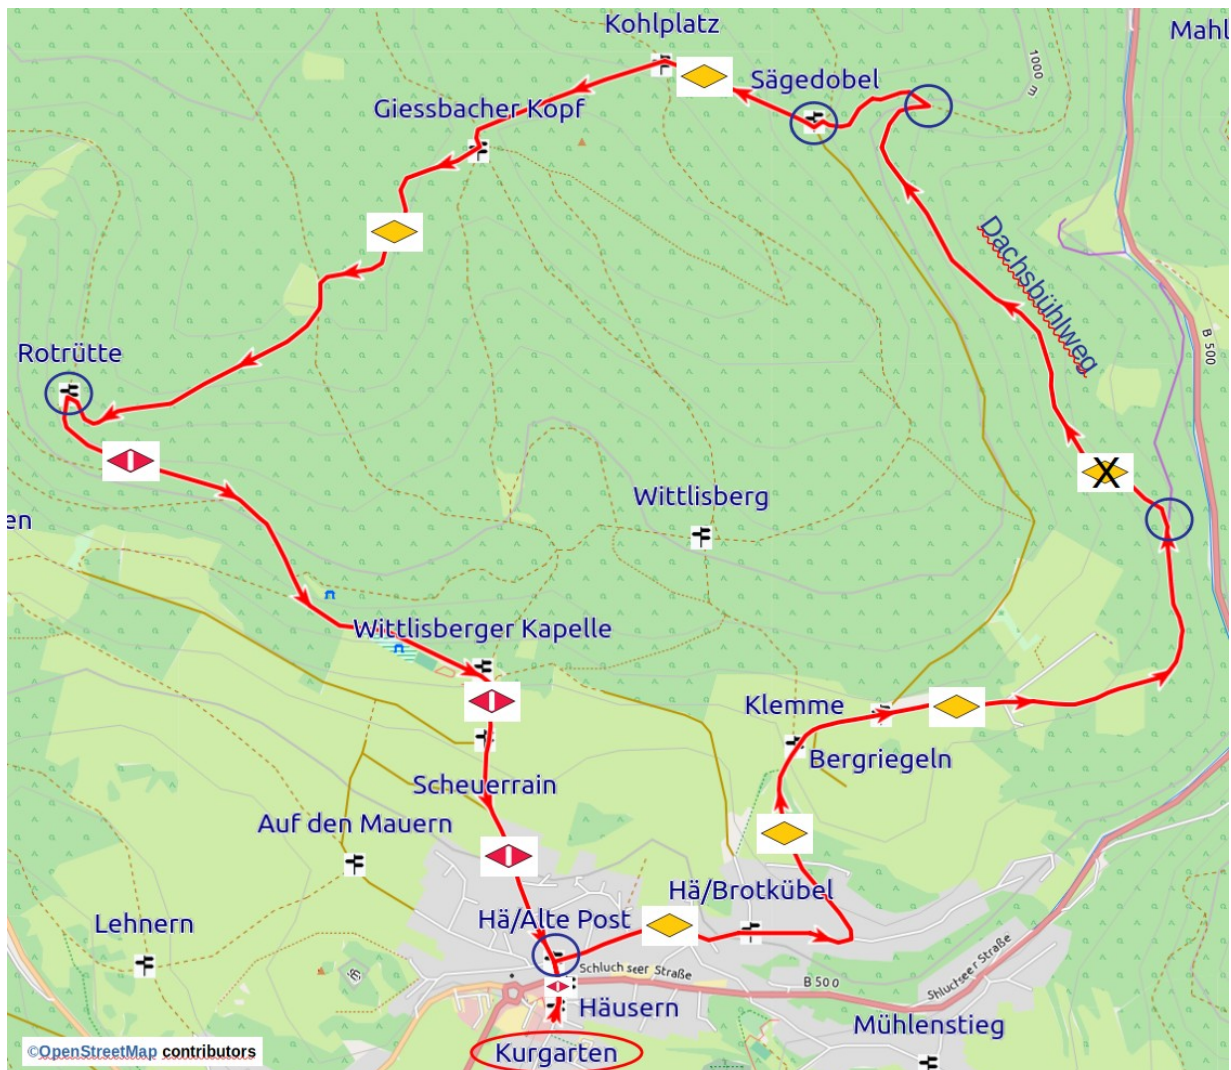 Kohlplatz
Mahl
Sägedobel
1000 m
Giessbacher Kopf
Dachsbühlweg
B 500
Rotrütte
X
Wittlisberg
en
Wittlisberger Kapelle
Klemme
Bergriegeln
Scheuerrain
Auf den Mauern
Hä/Brotkübel
Hä/Alte Post
Lehnern
Schluchseer Straße
Shluchseer Straße
B 500
Häusern
Mühlenstieg
Kurgarten
©OpenStreetMap contributors